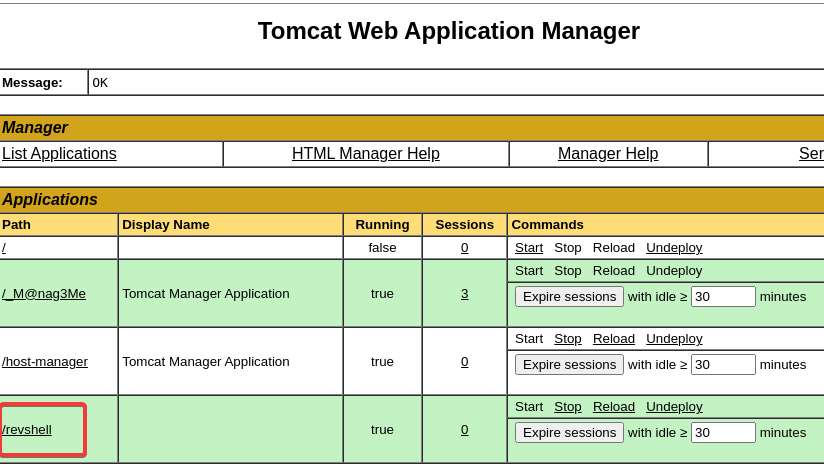 Tomcat Web Application Manager
Message: OK
Manager
List Applications HTML Manager Help Manager Help Ser
Applications
Path Display Name Running Sessions Commands
/ false 0 Start Stop Reload Undeploy
Start Stop Reload Undeploy
/_M@nag3Me Tomcat Manager Application true 3 Expire sessions with idle ≥ 30 minutes
Start Stop Reload Undeploy
/host-manager Tomcat Manager Application true 0 Expire sessions with idle ≥ 30 minutes
Start Stop Reload Undeploy
/revshell true 0 Expire sessions with idle ≥ 30 minutes